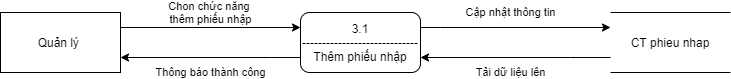 Chon chức năng
thêm phiếu nhập
Cập nhật thông tin
3.1
Quản lý
CT phieu nhap
Thêm phiếu nhập
Thông báo thành công
Tải dữ liệu lên